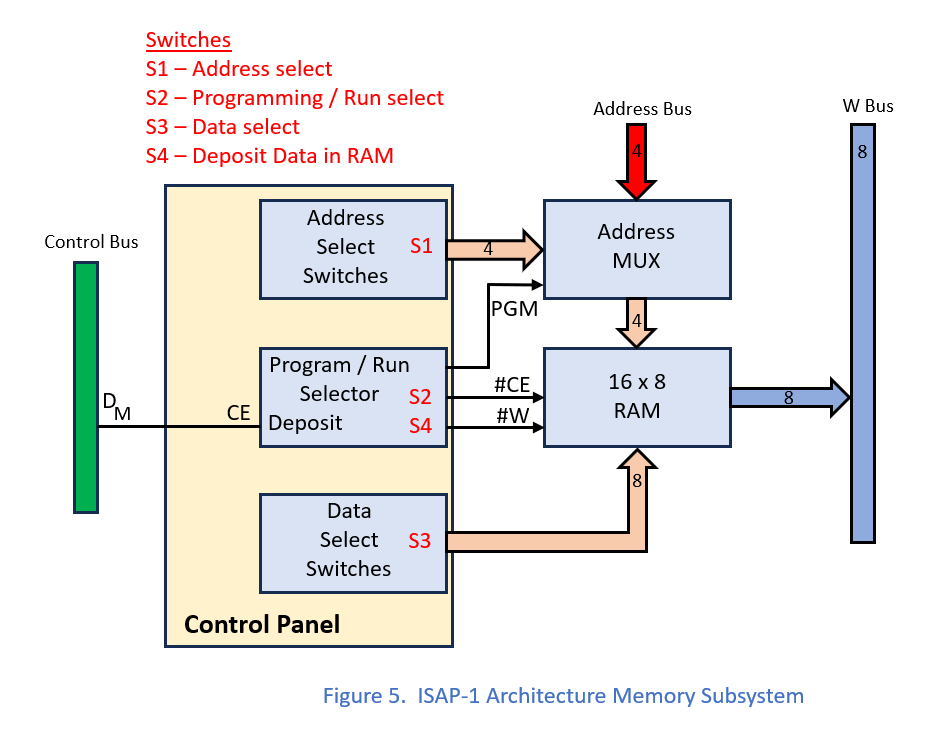 Switches
S1 – Address select
S2 – Programming / Run select
S3 – Data select
S4 – Deposit Data in RAM
Address Bus
W Bus
4
8
Control Bus
Address
Select S1
Switches
4
Address
MUX
PGM
4
Program / Run
Selector S2
Deposit S4
#CE
#W
16 x 8
RAM
8
DM
CE
8
Data
Select S3
Switches
Control Panel
Figure 5. ISAP-1 Architecture Memory Subsystem